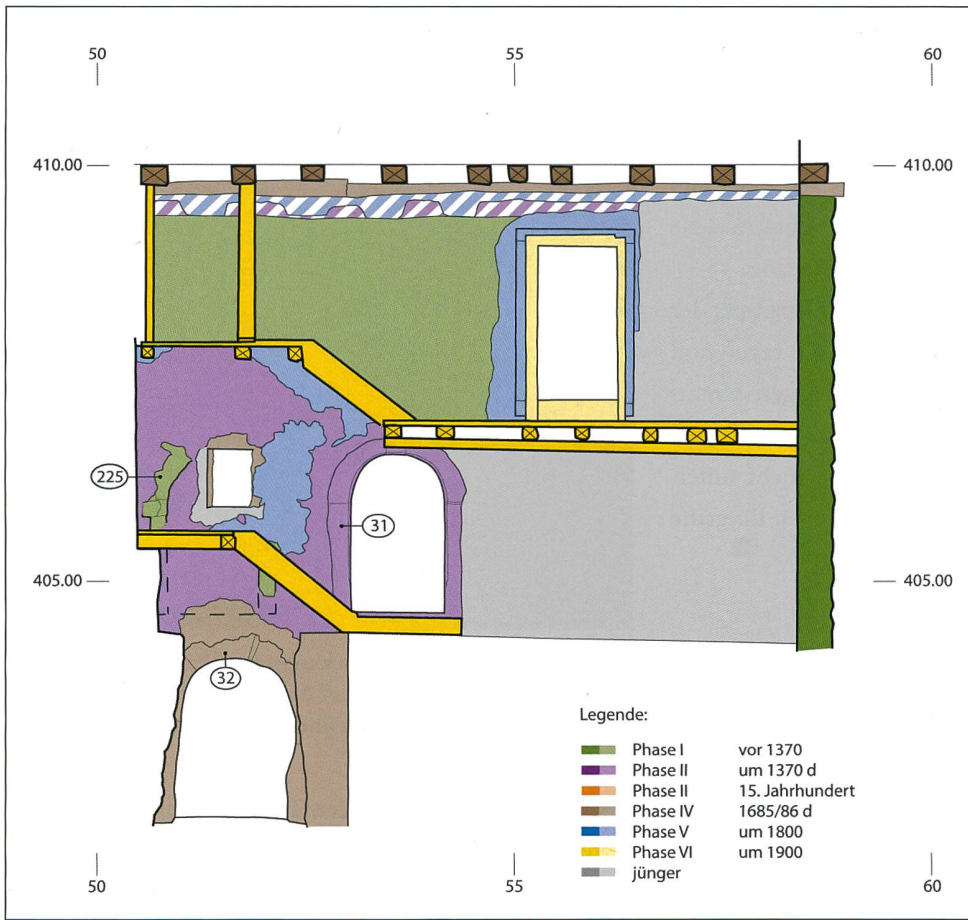 50 55 60
410.00 410.00
225
31
405.00 405.00
32
Legende:
Phase I vor 1370
Phase II um 1370 d
Phase II 15. Jahrhundert
Phase IV 1685/86 d
Phase V um 1800
Phase VI um 1900
jünger
50 55 60